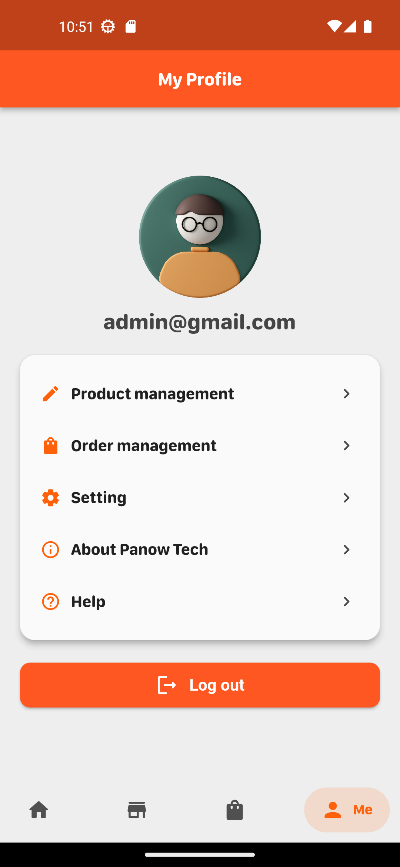 10:51
My Profile
admin@gmail.com
Product management
Order management
Setting
About Panow Tech
Help
Log out
Me